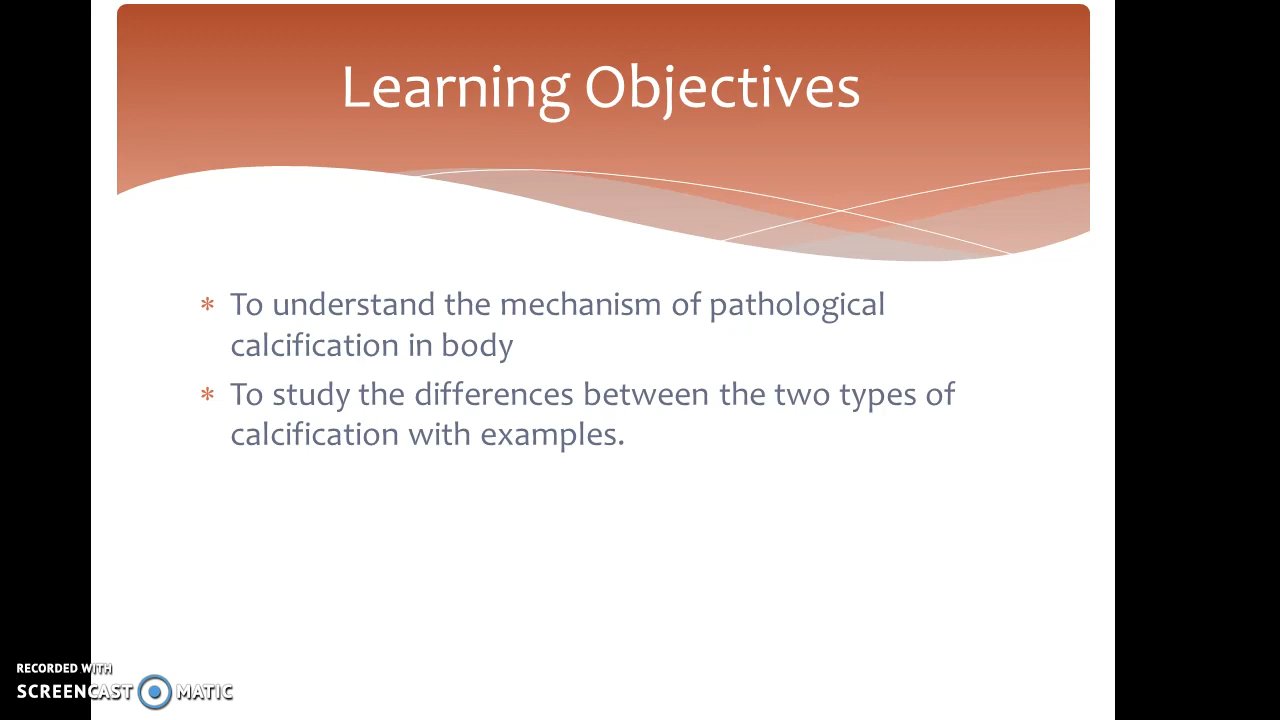 Learning Objectives
* To understand the mechanism of pathological
calcification in body
* To study the differences between the two types of
calcification with examples.
RECORDED WITH
SCREENCAST MATIC